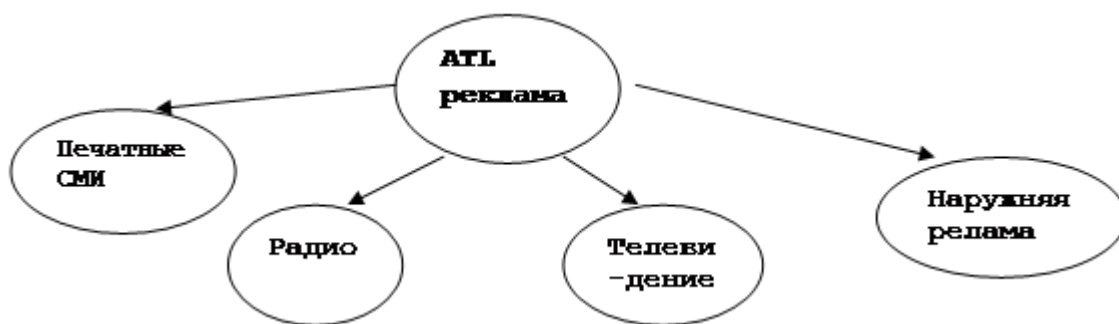 ATL
реклама
Печатные
СМИ
Радио
Телеви
-дение
Наружняя
релама